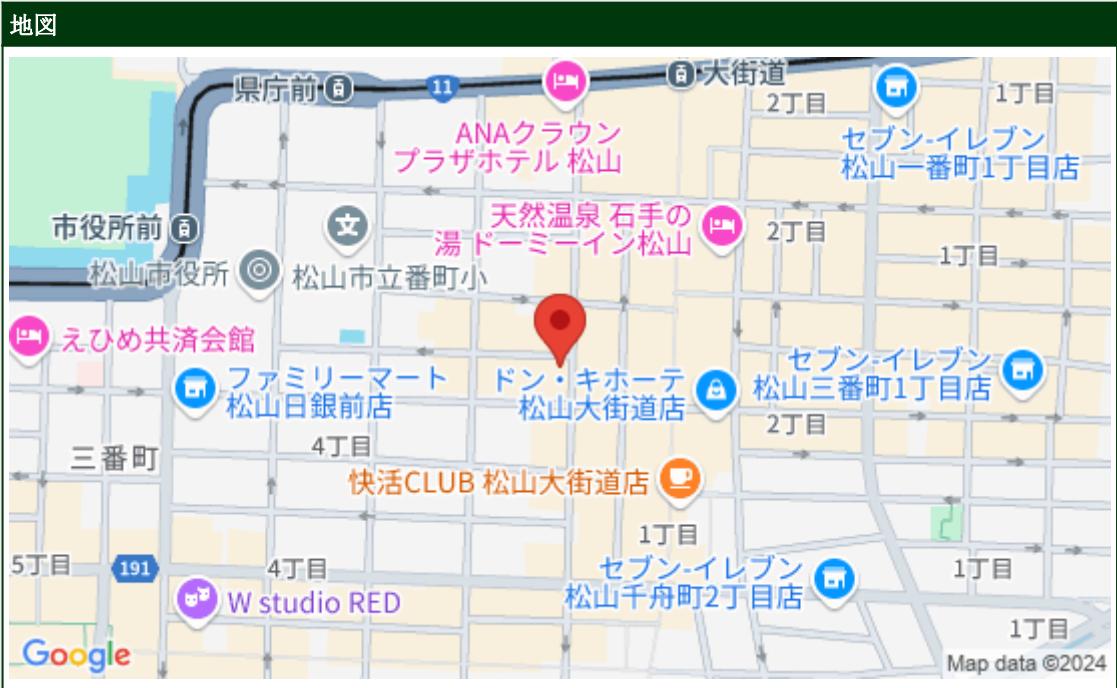 地図
県庁前
11
大街道
2丁目
1丁目
ANAクラウン
プラザホテル 松山
セブン-イレブン
松山一番町1丁目店
市役所前
文
天然温泉 石手の
湯 ドーミーイン松山
2丁目
1丁目
松山市役所
松山市立番町小
えひめ共済会館
ファミリーマート
松山日銀前店
ドン・キホーテ
松山大街道店
セブン-イレブン
松山三番町1丁目店
2丁目
三番町
4丁目
快活CLUB 松山大街道店
1丁目
5丁目
191
4丁目
セブン-イレブン
松山千舟町2丁目店
1丁目
W studio RED
1丁目
Google
Map data ©2024